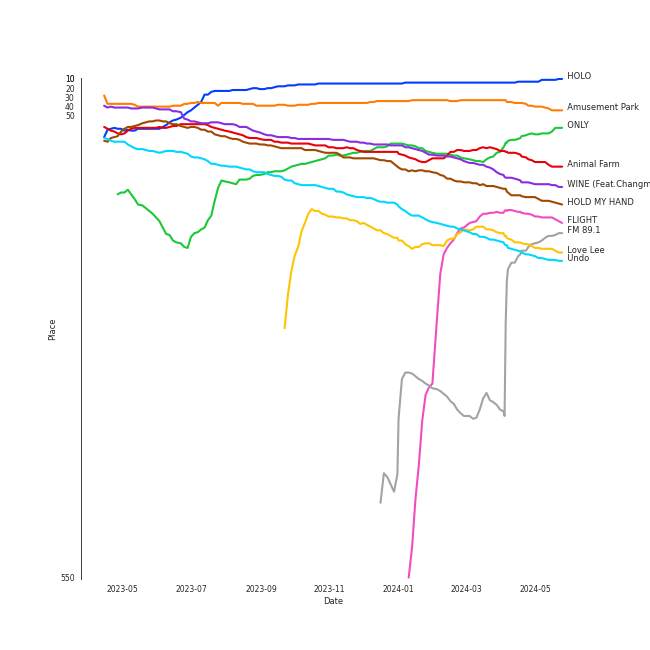 10
20
30
40
50
550
Place
HOLO
Amusement Park
ONLY
Animal Farm
WINE (Feat.Changm
HOLD MY HAND
FLIGHT
FM 89.1
Love Lee
Undo
2023-05
2023-07
2023-09
2023-11
2024-01
2024-03
2024-05
Date